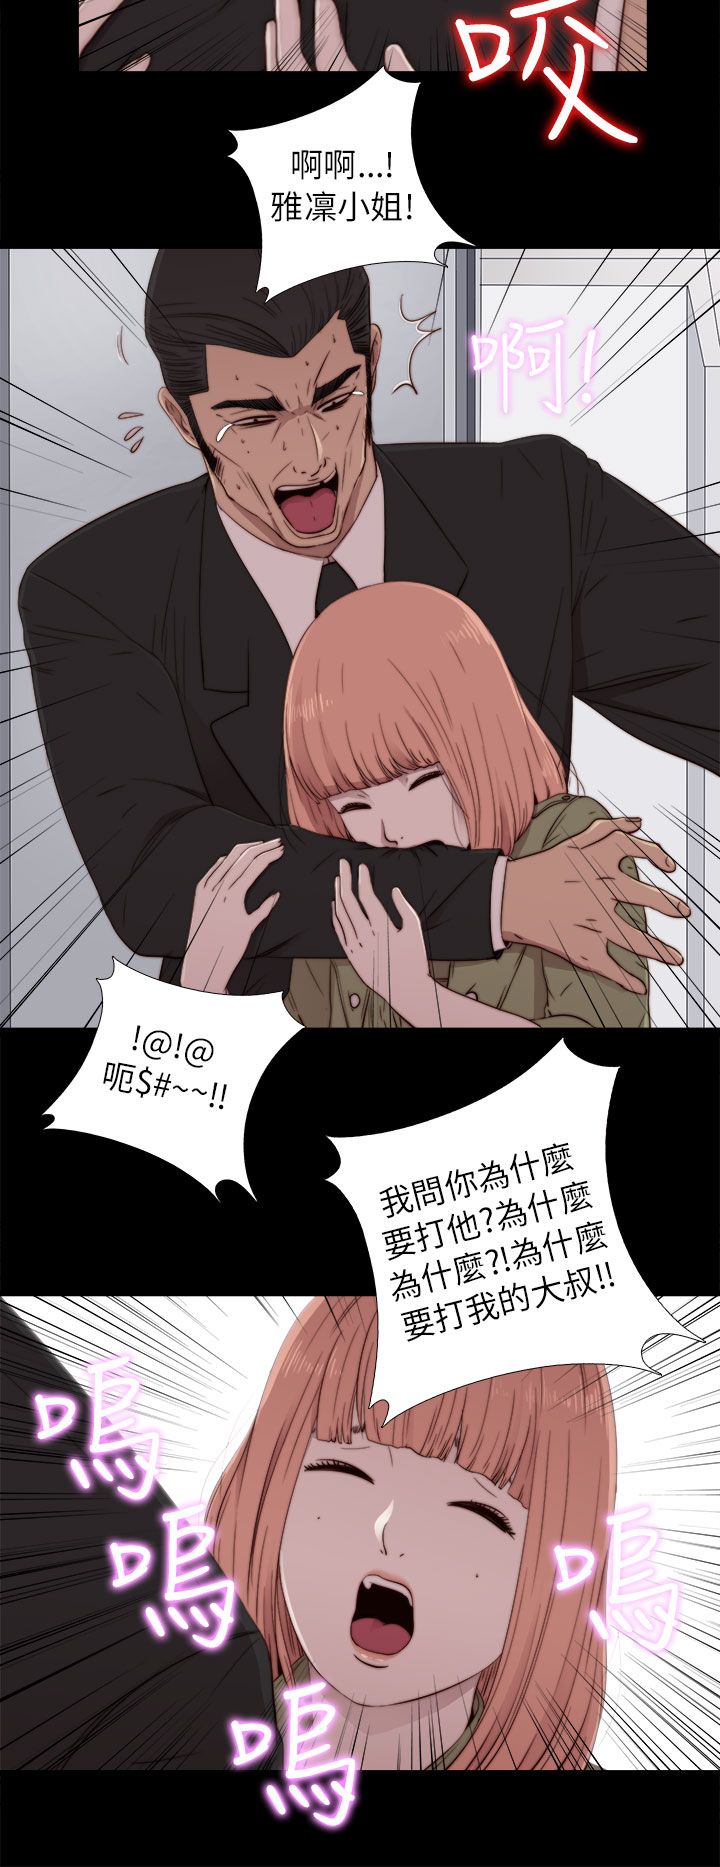 咬
啊啊...!
雅凜小姐!
啊!
!@!@
呃$#~~!!
我問你為什麼
要打他?為什麼
為什麼?!為什麼
要打我的大叔!!
嗚
嗚
嗚
嗚